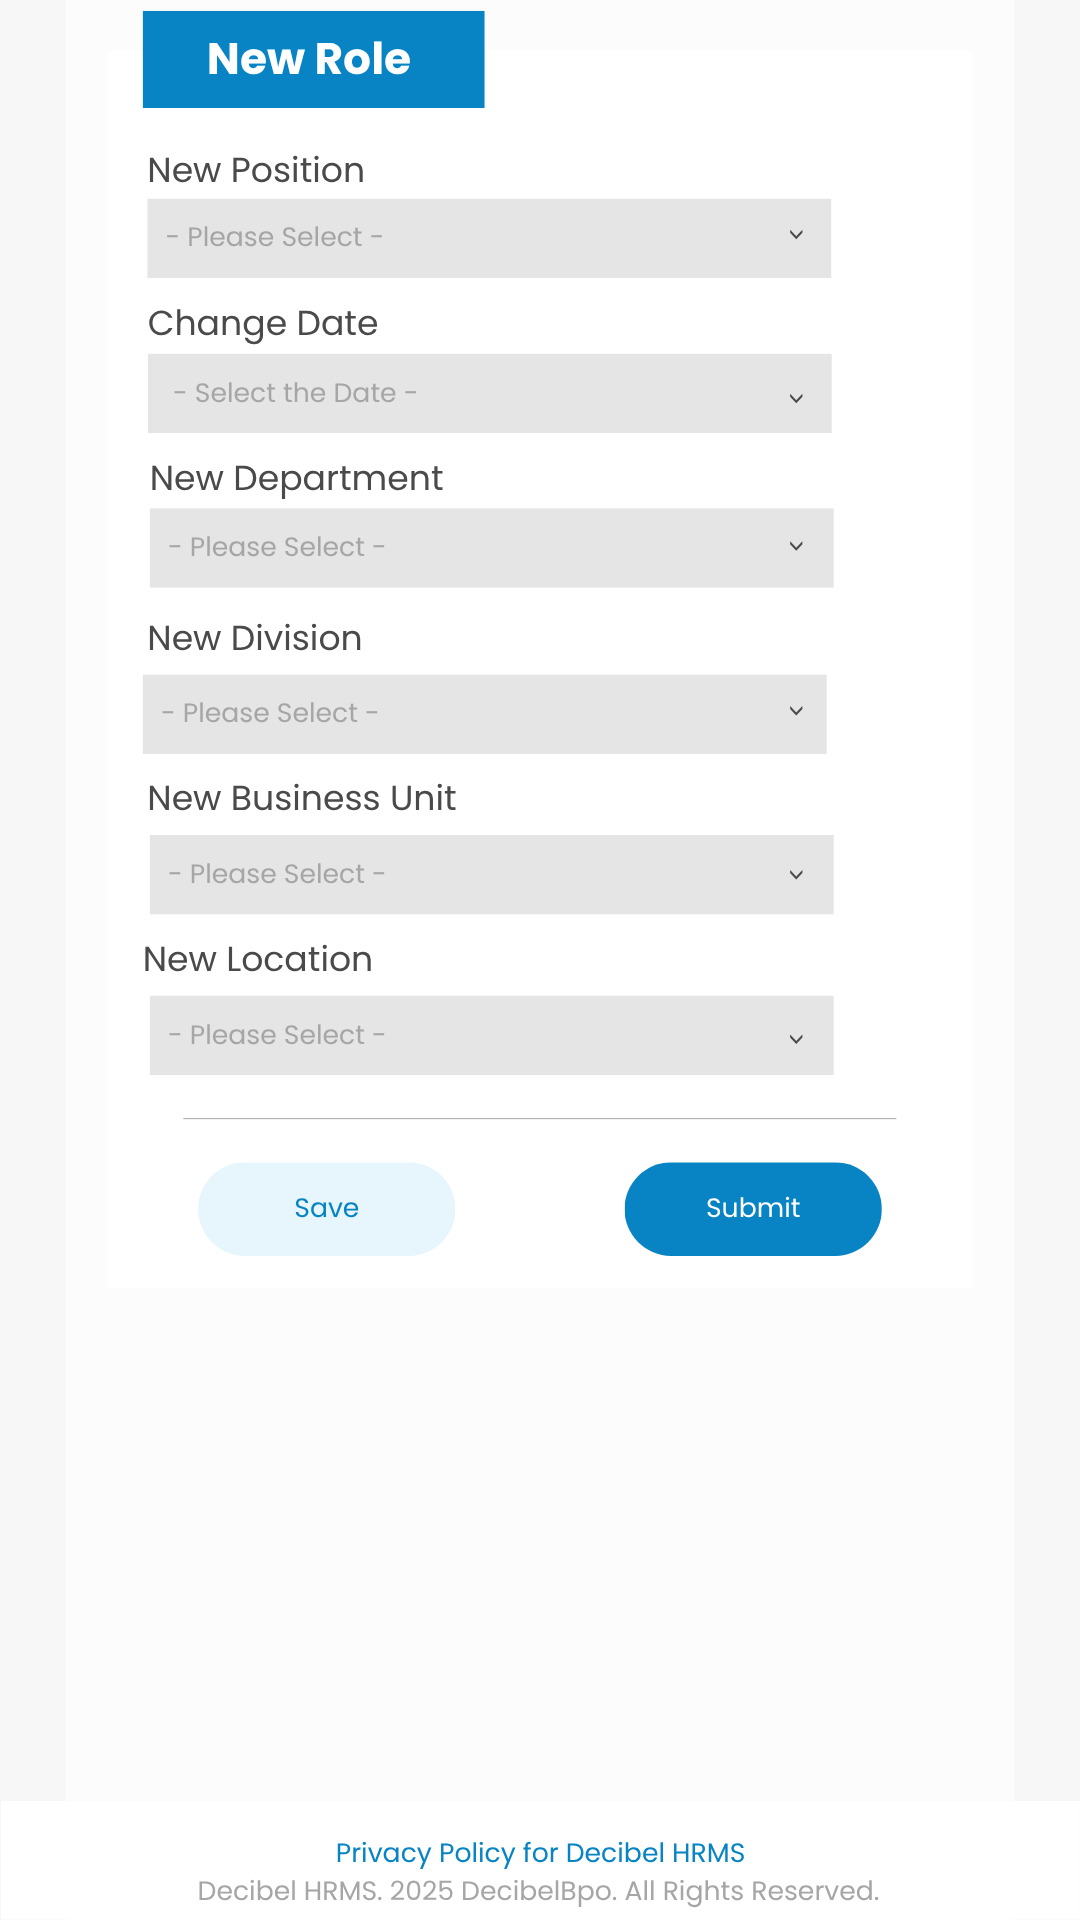 New Role
New Position
- Please Select -
Change Date
- Select the Date -
New Department
- Please Select -
New Division
- Please Select -
New Business Unit
- Please Select -
New Location
- Please Select -
Save
Submit
Privacy Policy for Decibel HRMS
Decibel HRMS. 2025 DecibelBpo. All Rights Reserved.